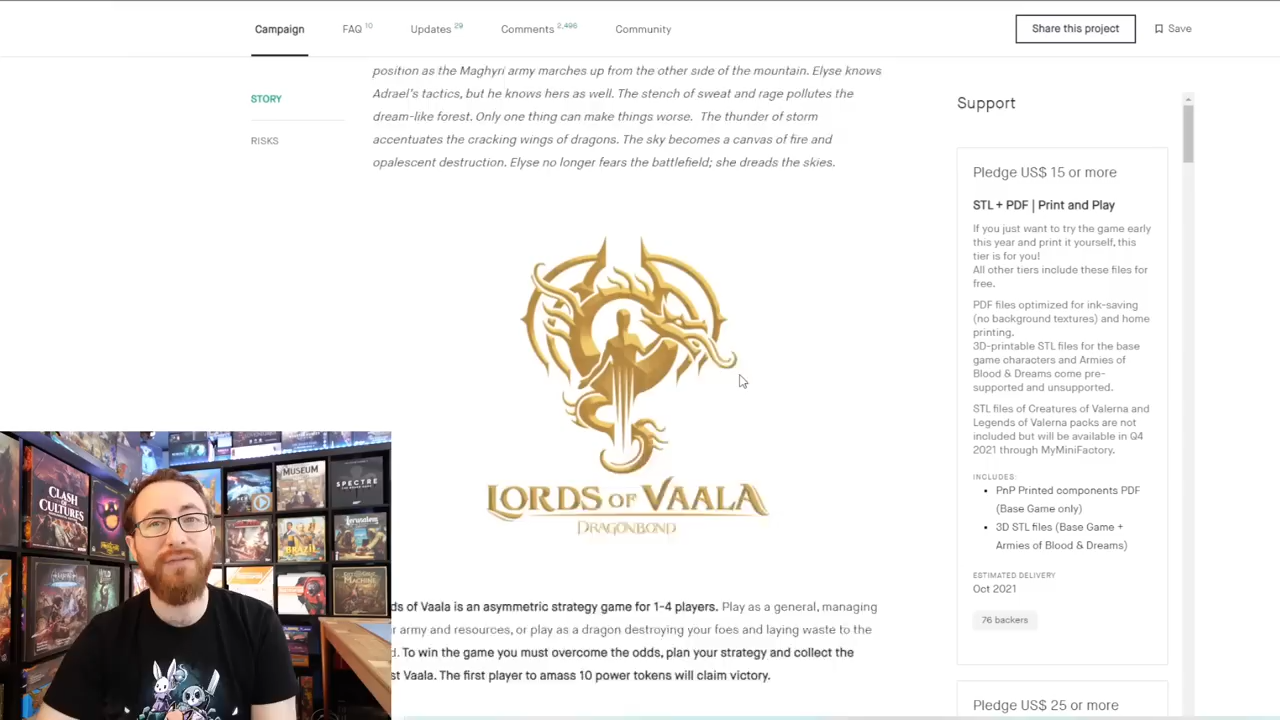 Campaign FAQ 10 Updates 29 Comments 2,496 Community Share this project Save
STORY
RISKS
position as the Maghyri army marches up from the other side of the mountain. Elyse knows
Adrael's tactics, but he knows hers as well. The stench of sweat and rage pollutes the
dream-like forest. Only one thing can make things worse. The thunder of storm
accentuates the cracking wings of dragons. The sky becomes a canvas of fire and
opalescent destruction. Elyse no longer fears the battlefield; she dreads the skies.
LORDS OF VAALA
DRAGONBOND
ds of Vaala is an asymmetric strategy game for 1-4 players. Play as a general, managing
r army and resources, or play as a dragon destroying your foes and laying waste to the
d. To win the game you must overcome the odds, plan your strategy and collect the
st Vaala. The first player to amass 10 power tokens will claim victory.
Support
Pledge US$ 15 or more
STL + PDF | Print and Play
If you just want to try the game early
this year and print it yourself, this
tier is for you!
All other tiers include these files for
free.
PDF files optimized for ink-saving
(no background textures) and home
printing.
3D-printable STL files for the base
game characters and Armies of
Blood & Dreams come pre-
supported and unsupported.
STL files of Creatures of Valerna and
Legends of Valerna packs are not
included but will be available in Q4
2021 through MyMiniFactory.
INCLUDES:
PnP Printed components PDF
(Base Game only)
3D STL files (Base Game +
Armies of Blood & Dreams)
ESTIMATED DELIVERY
Oct 2021
76 backers
Pledge US$ 25 or more
CLASH
OF
CULTURES
MUSEUM
SPECTRE
Jerusalem
BRAZIL